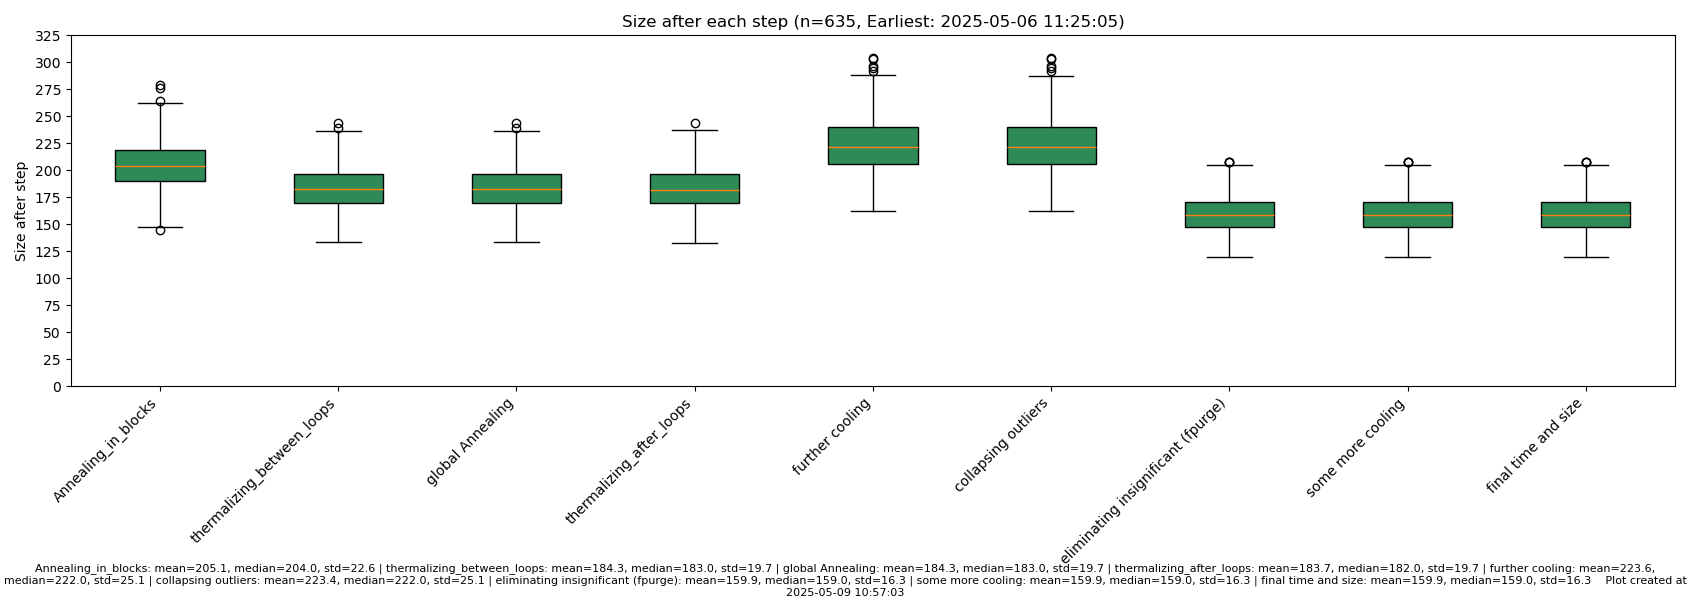 Size after each step (n=635, Earliest: 2025-05-06 11:25:05)
325
300
275
250
225
200
175
150
125
100
75
50
25
0
Size after step
Annealing_in_blocks
thermalizing_between_loops
global Annealing
thermalizing_after_loops
further cooling
collapsing outliers
eliminating insignificant (fpurge)
some more cooling
final time and size
Annealing_in_blocks: mean=205.1, median=204.0, std=22.6 | thermalizing_between_loops: mean=184.3, median=183.0, std=19.7 | global Annealing: mean=184.3, median=183.0, std=19.7 | thermalizing_after_loops: mean=183.7, median=182.0, std=19.7 | further cooling: mean=223.6,
median=222.0, std=25.1 | collapsing outliers: mean=223.4, median=222.0, std=25.1 | eliminating insignificant (fpurge): mean=159.9, median=159.0, std=16.3 | some more cooling: mean=159.9, median=159.0, std=16.3 | final time and size: mean=159.9, median=159.0, std=16.3    Plot created at
2025-05-09 10:57:03